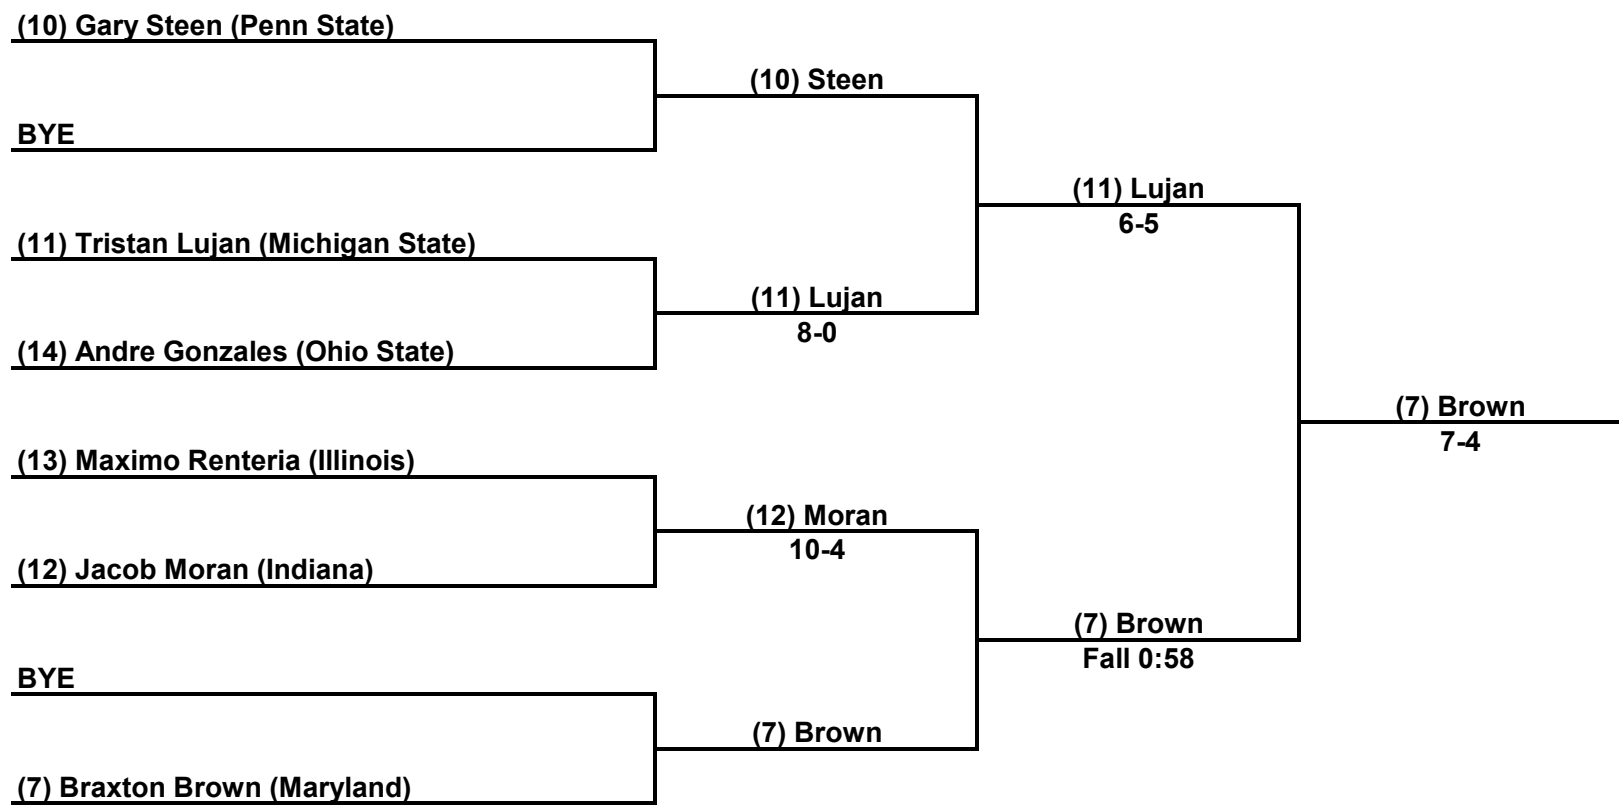 (10) Gary Steen (Penn State)
(10) Steen
BYE
(11) Lujan
6-5
(11) Tristan Lujan (Michigan State)
(11) Lujan
8-0
(14) Andre Gonzales (Ohio State)
(7) Brown
7-4
(13) Maximo Renteria (Illinois)
(12) Moran
10-4
(12) Jacob Moran (Indiana)
(7) Brown
Fall 0:58
BYE
(7) Brown
(7) Braxton Brown (Maryland)